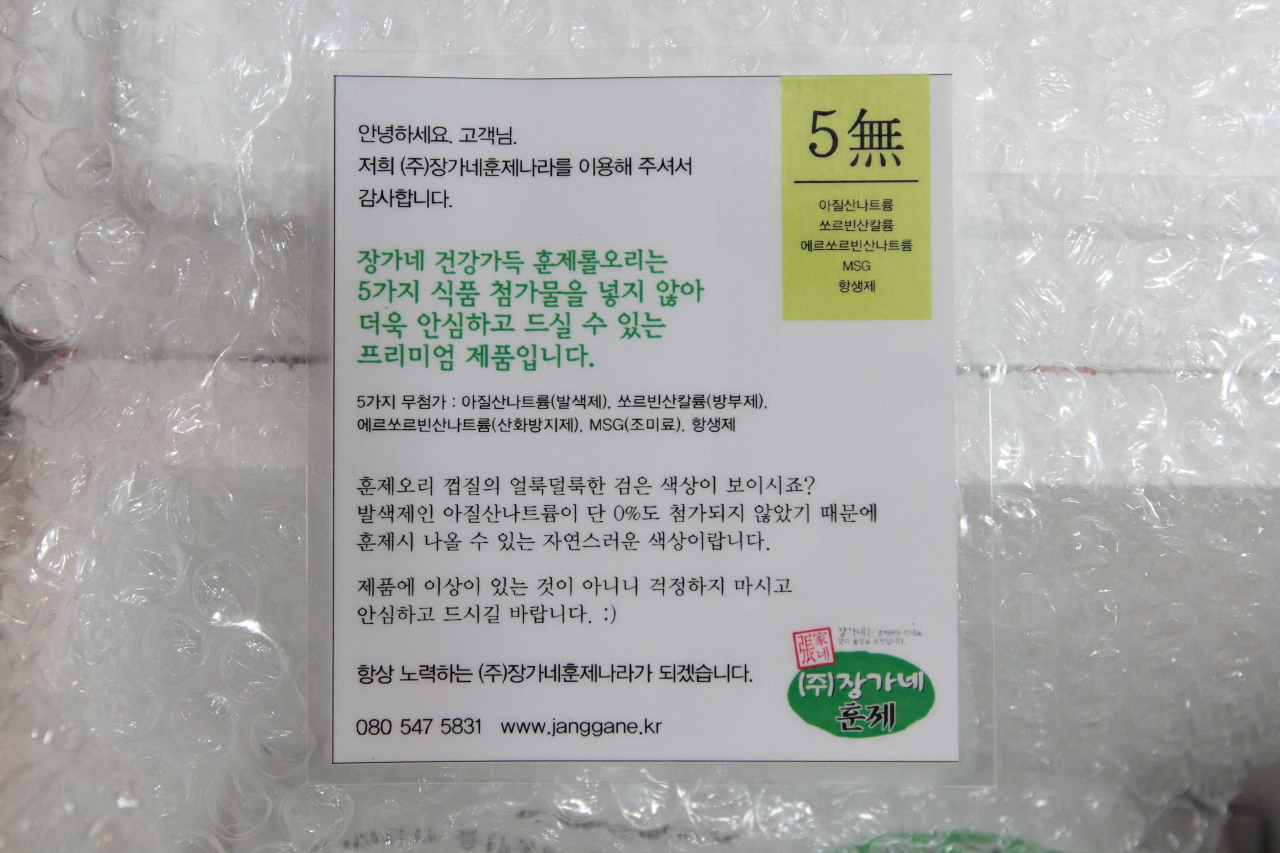 안녕하세요. 고객님.
저희 (주)장가네훈제나라를 이용해 주셔서
감사합니다.
5無
아질산나트륨
쏘르빈산칼륨
에르쏘르빈산나트륨
MSG
항생제
장가네 건강가득 훈제롤오리는
5가지 식품 첨가물을 넣지 않아
더욱 안심하고 드실 수 있는
프리미엄 제품입니다.
5가지 무첨가 : 아질산나트륨(발색제), 쏘르빈산칼륨(방부제),
에르쏘르빈산나트륨(산화방지제), MSG(조미료), 항생제
훈제오리 껍질의 얼룩덜룩한 검은 색상이 보이시죠?
발색제인 아질산나트륨이 단 0%도 첨가되지 않았기 때문에
훈제시 나올 수 있는 자연스러운 색상이랍니다.
제품에 이상이 있는 것이 아니니 걱정하지 마시고
안심하고 드시길 바랍니다. :)
항상 노력하는 (주)장가네훈제나라가 되겠습니다.
080 547 5831 www.janggane.kr
張家네
장가네는
(주)장가네
훈제